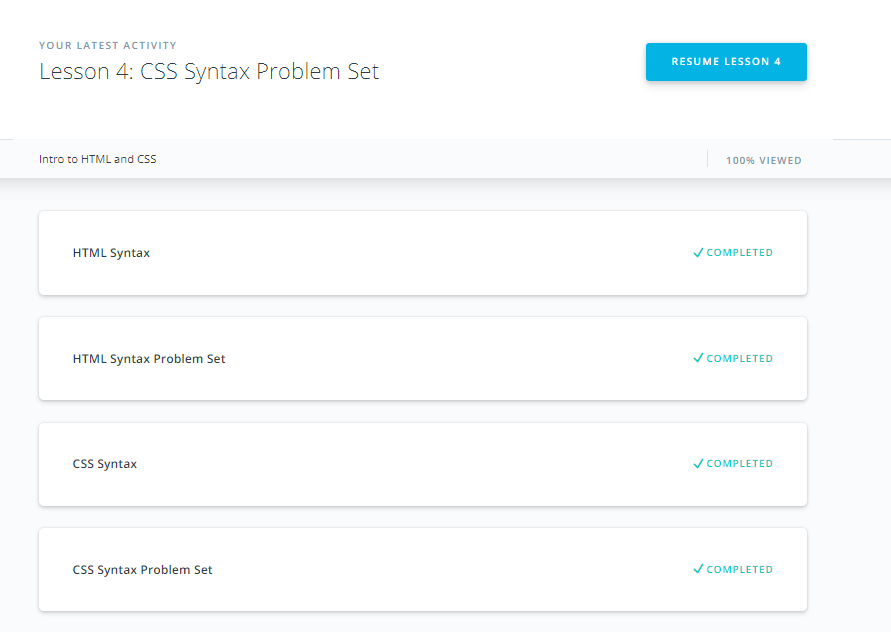 YOUR LATEST ACTIVITY
Lesson 4: CSS Syntax Problem Set
RESUME LESSON 4
Intro to HTML and CSS
100% VIEWED
HTML Syntax
COMPLETED
HTML Syntax Problem Set
COMPLETED
CSS Syntax
COMPLETED
CSS Syntax Problem Set
COMPLETED